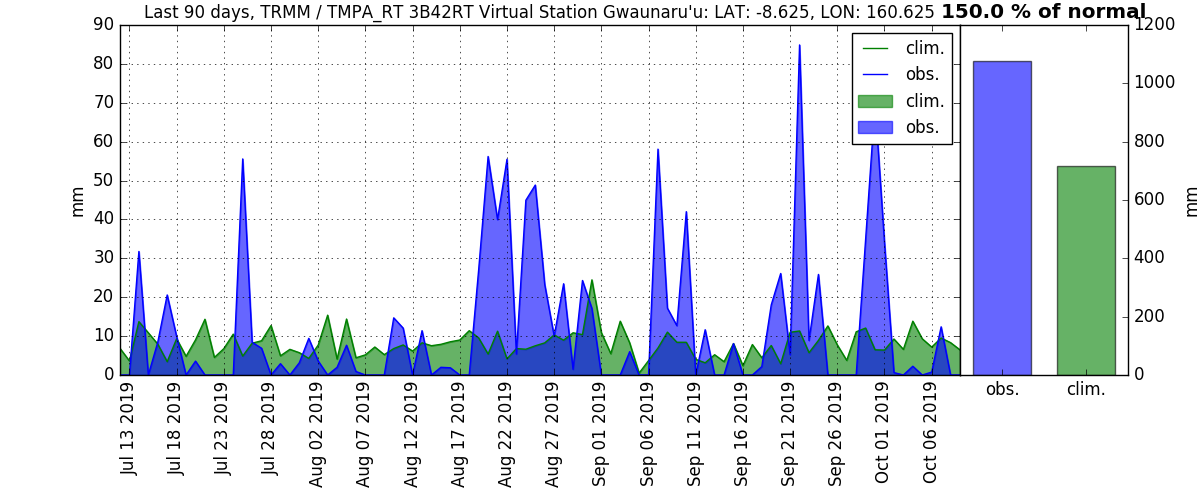 Last 90 days, TRMM / TMPA_RT 3B42RT Virtual Station Gwaunaru'u: LAT: -8.625, LON: 160.625 150.0 % of normal
90
80
70
60
50
40
30
20
10
0
mm
clim.
obs.
clim.
obs.
1200
1000
800
600
400
200
0
mm
Jul 13 2019
Jul 18 2019
Jul 23 2019
Jul 28 2019
Aug 02 2019
Aug 07 2019
Aug 12 2019
Aug 17 2019
Aug 22 2019
Aug 27 2019
Sep 01 2019
Sep 06 2019
Sep 11 2019
Sep 16 2019
Sep 21 2019
Sep 26 2019
Oct 01 2019
Oct 06 2019
obs.
clim.